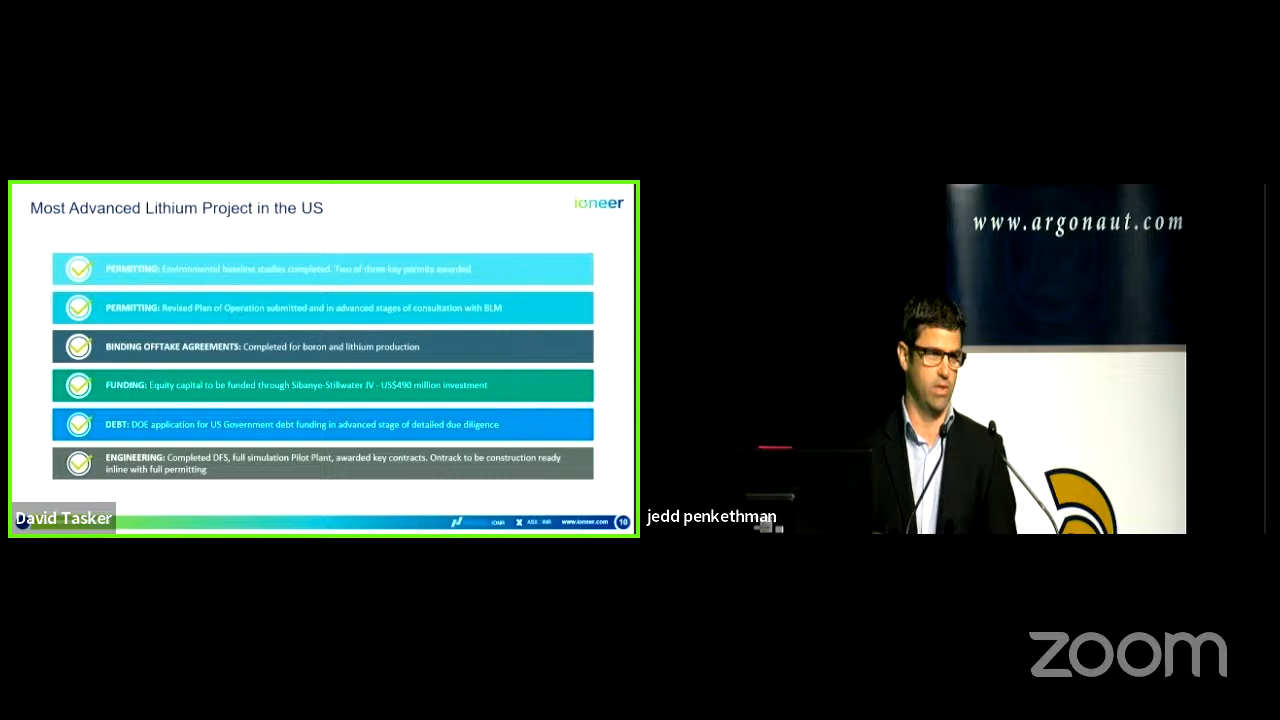 Most Advanced Lithium Project in the US
ioneer
PERMITTING: Environmental baseline studies completed. Two of three key permits awarded.
PERMITTING: Revised Plan of Operation submitted and in advanced stages of consultation with BLM
BINDING OFFTAKE AGREEMENTS: Completed for boron and lithium production
FUNDING: Equity capital to be funded through Sibanye-Stillwater JV - US$490 million investment
DEBT: DOE application for US Government debt funding in advanced stage of detailed due diligence
ENGINEERING: Completed DFS, full simulation Pilot Plant, awarded key contracts. Ontrack to be construction ready
inline with full permitting
David Tasker
IONR
ASX INR
www.ioneer.com
10
www.argonaut.com
jedd penkethman
zoom